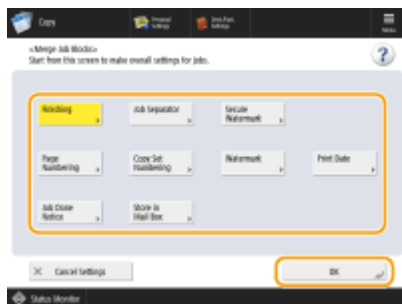 Copy
Personal
Settings
Dest./Fwd.
Settings
Menu
<Merge Job Blocks>
Start from this screen to make overall settings for jobs.
?
Finishing
Job Separator
Secure
Watermark
Page
Numbering
Copy Set
Numbering
Watermark
Print Date
Job Done
Notice
Store in
Mail Box
× Cancel Settings
OK
Status Monitor